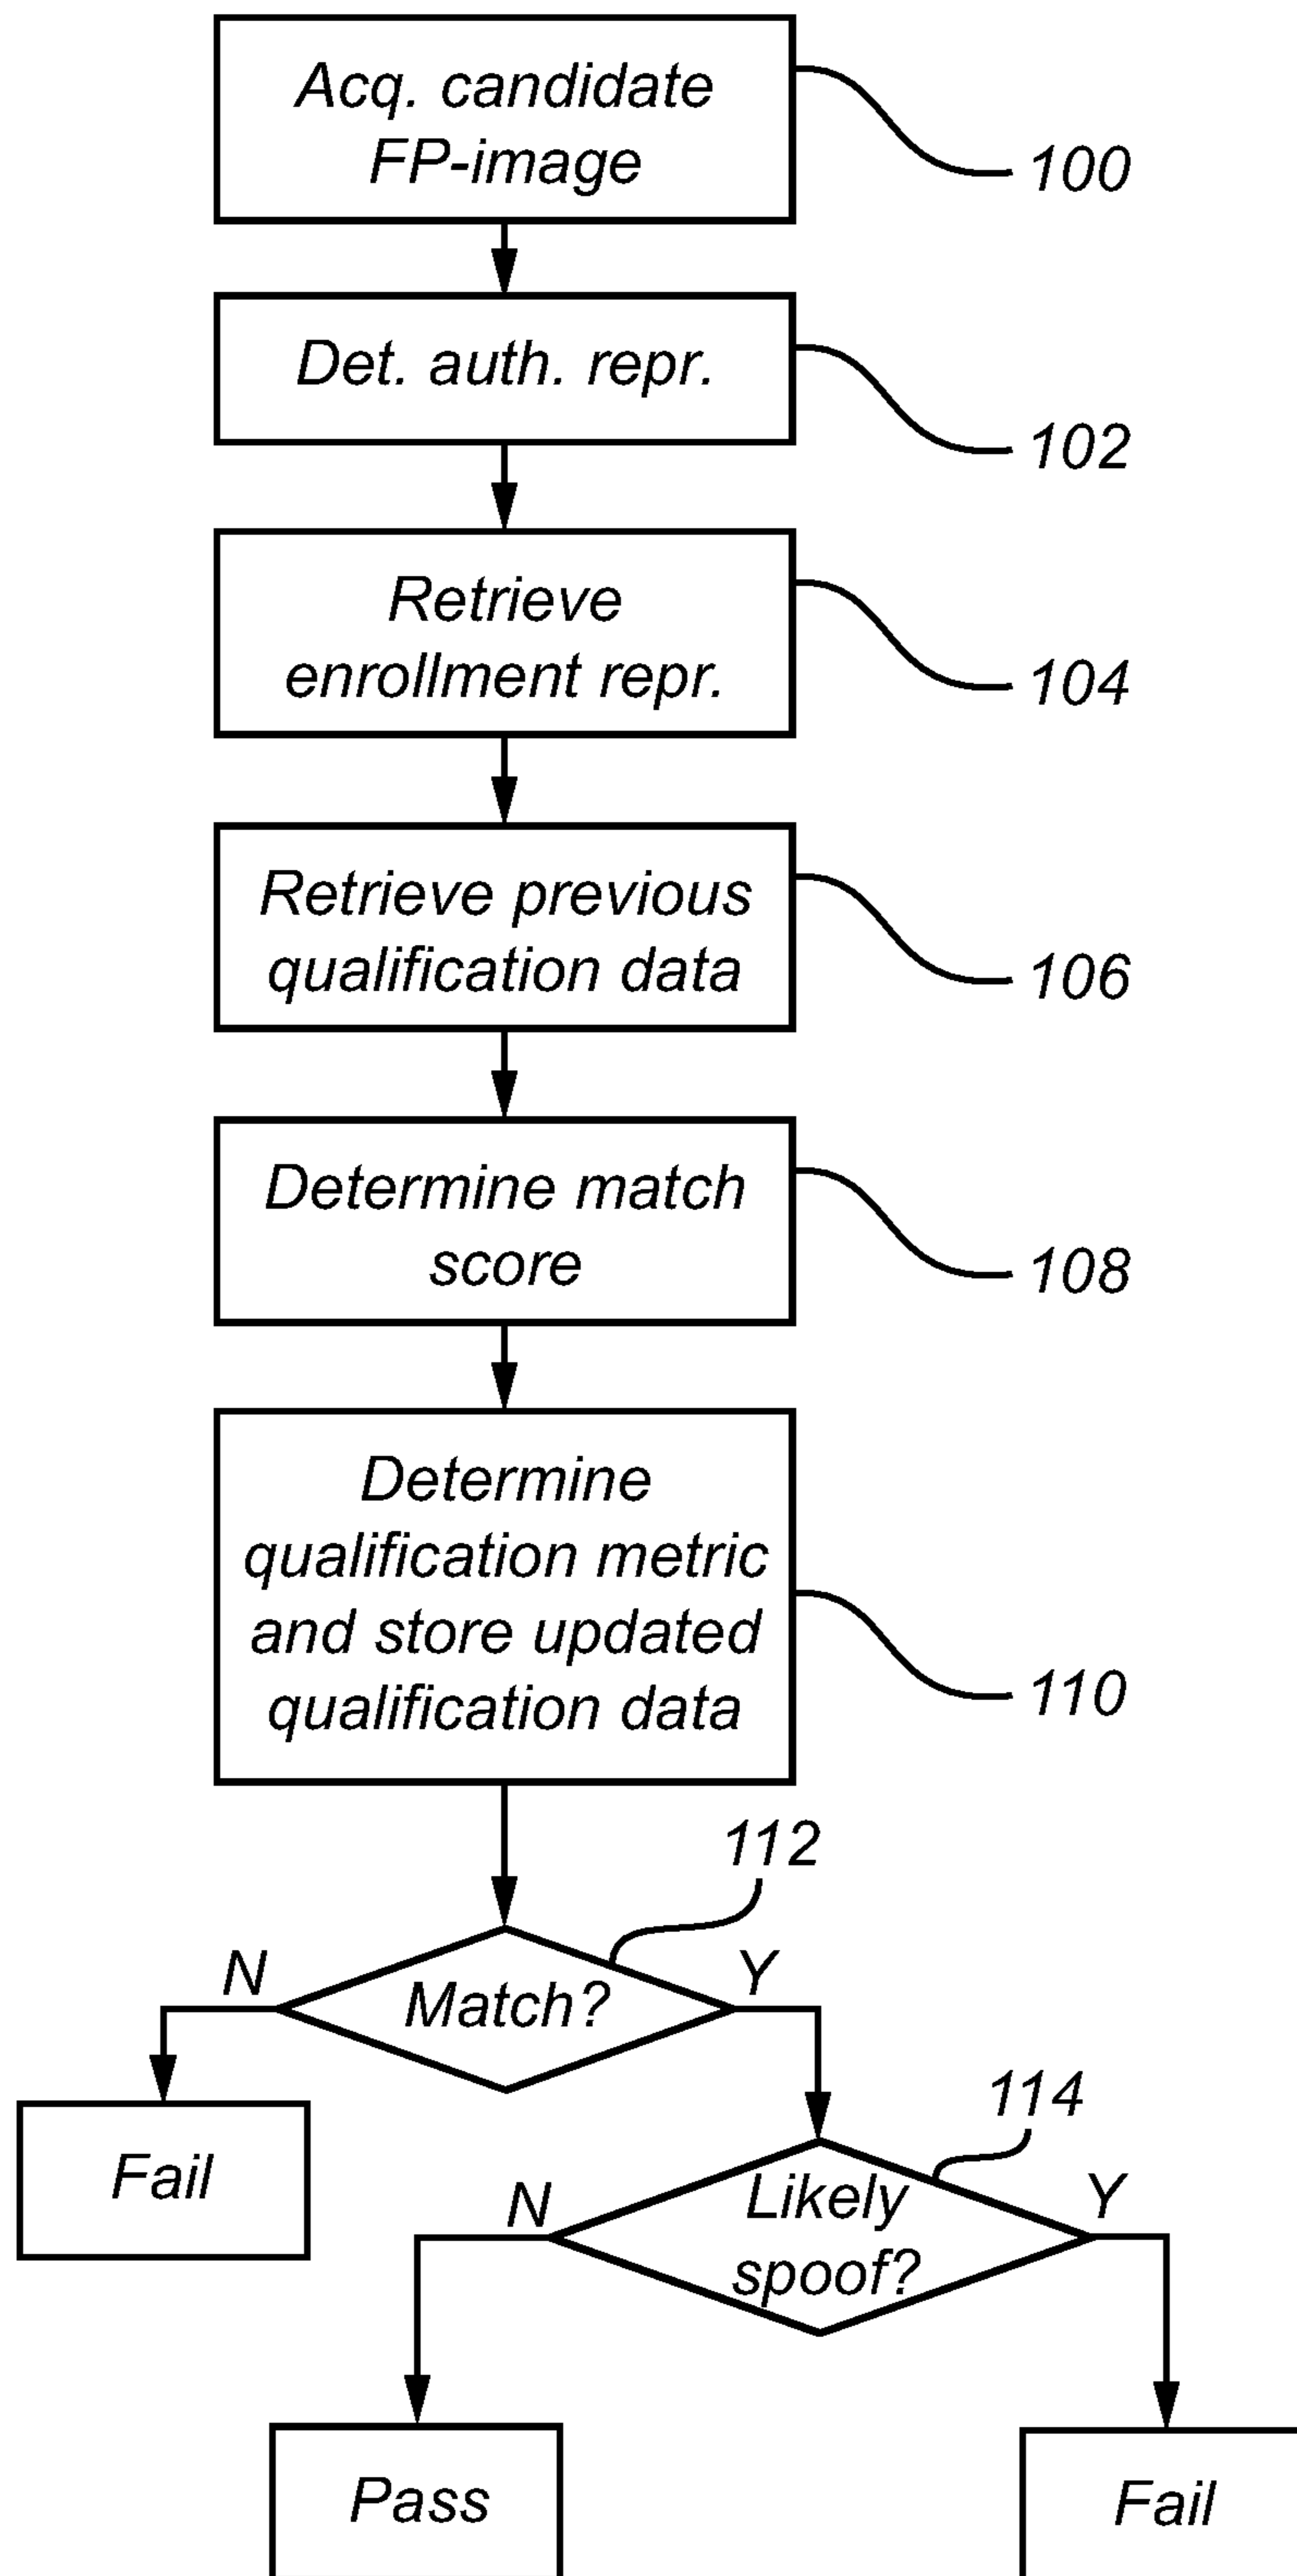 Acq. candidate
FP-image
100
Det. auth. repr.
102
Retrieve
enrollment repr.
104
Retrieve previous
qualification data
106
Determine match
score
108
Determine
qualification metric
and store updated
qualification data
110
112
N
Match?
Y
114
Fail
N
Likely
spoof?
Y
Pass
Fail